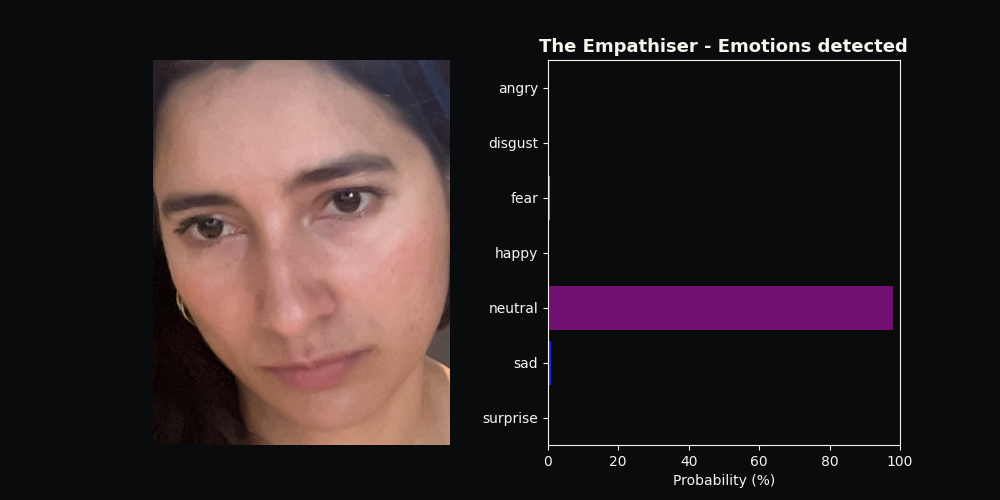 The Empathiser - Emotions detected
angry
disgust
fear
happy
neutral
sad
surprise
0 20 40 60 80 100
Probability (%)